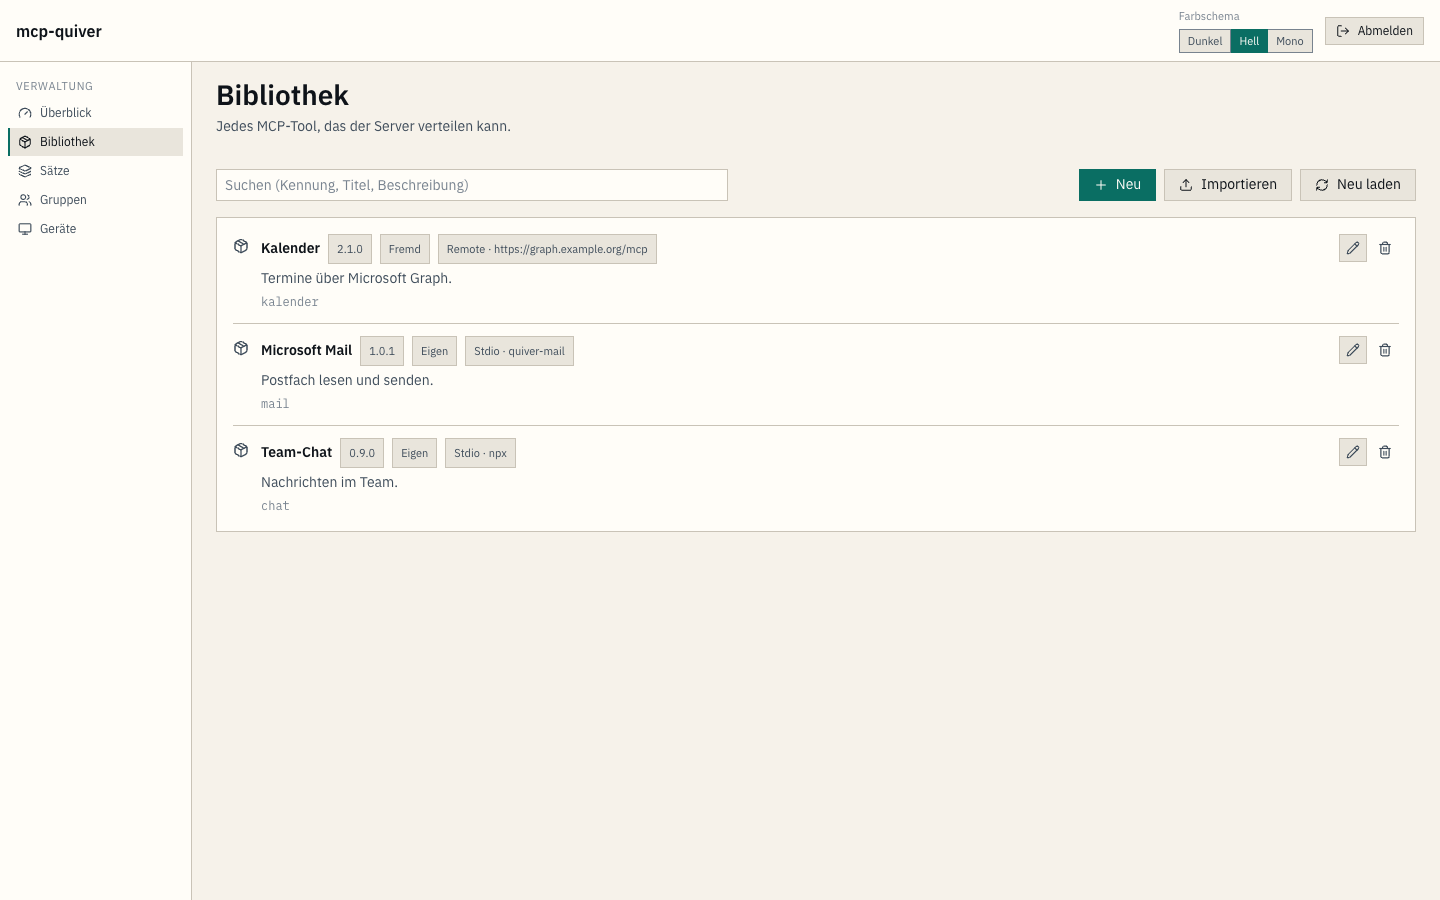 mcp-quiver
Farbschema
Dunkel Hell Mono
Abmelden
VERWALTUNG
Überblick
Bibliothek
Sätze
Gruppen
Geräte
Bibliothek
Jedes MCP-Tool, das der Server verteilen kann.
Suchen (Kennung, Titel, Beschreibung)
Neu
Importieren
Neu laden
Kalender 2.1.0 Fremd Remote · https://graph.example.org/mcp
Termine über Microsoft Graph.
kalender
Microsoft Mail 1.0.1 Eigen Stdio · quiver-mail
Postfach lesen und senden.
mail
Team-Chat 0.9.0 Eigen Stdio · npx
Nachrichten im Team.
chat